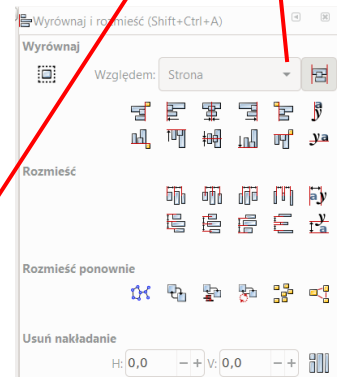 Wyrównaj i rozmieść (Shift+Ctrl+A)
Wyrównaj
Względem: Strona
Rozmieść
Rozmieść ponownie
Usuń nakładanie
H: 0,0 − + V: 0,0 − +